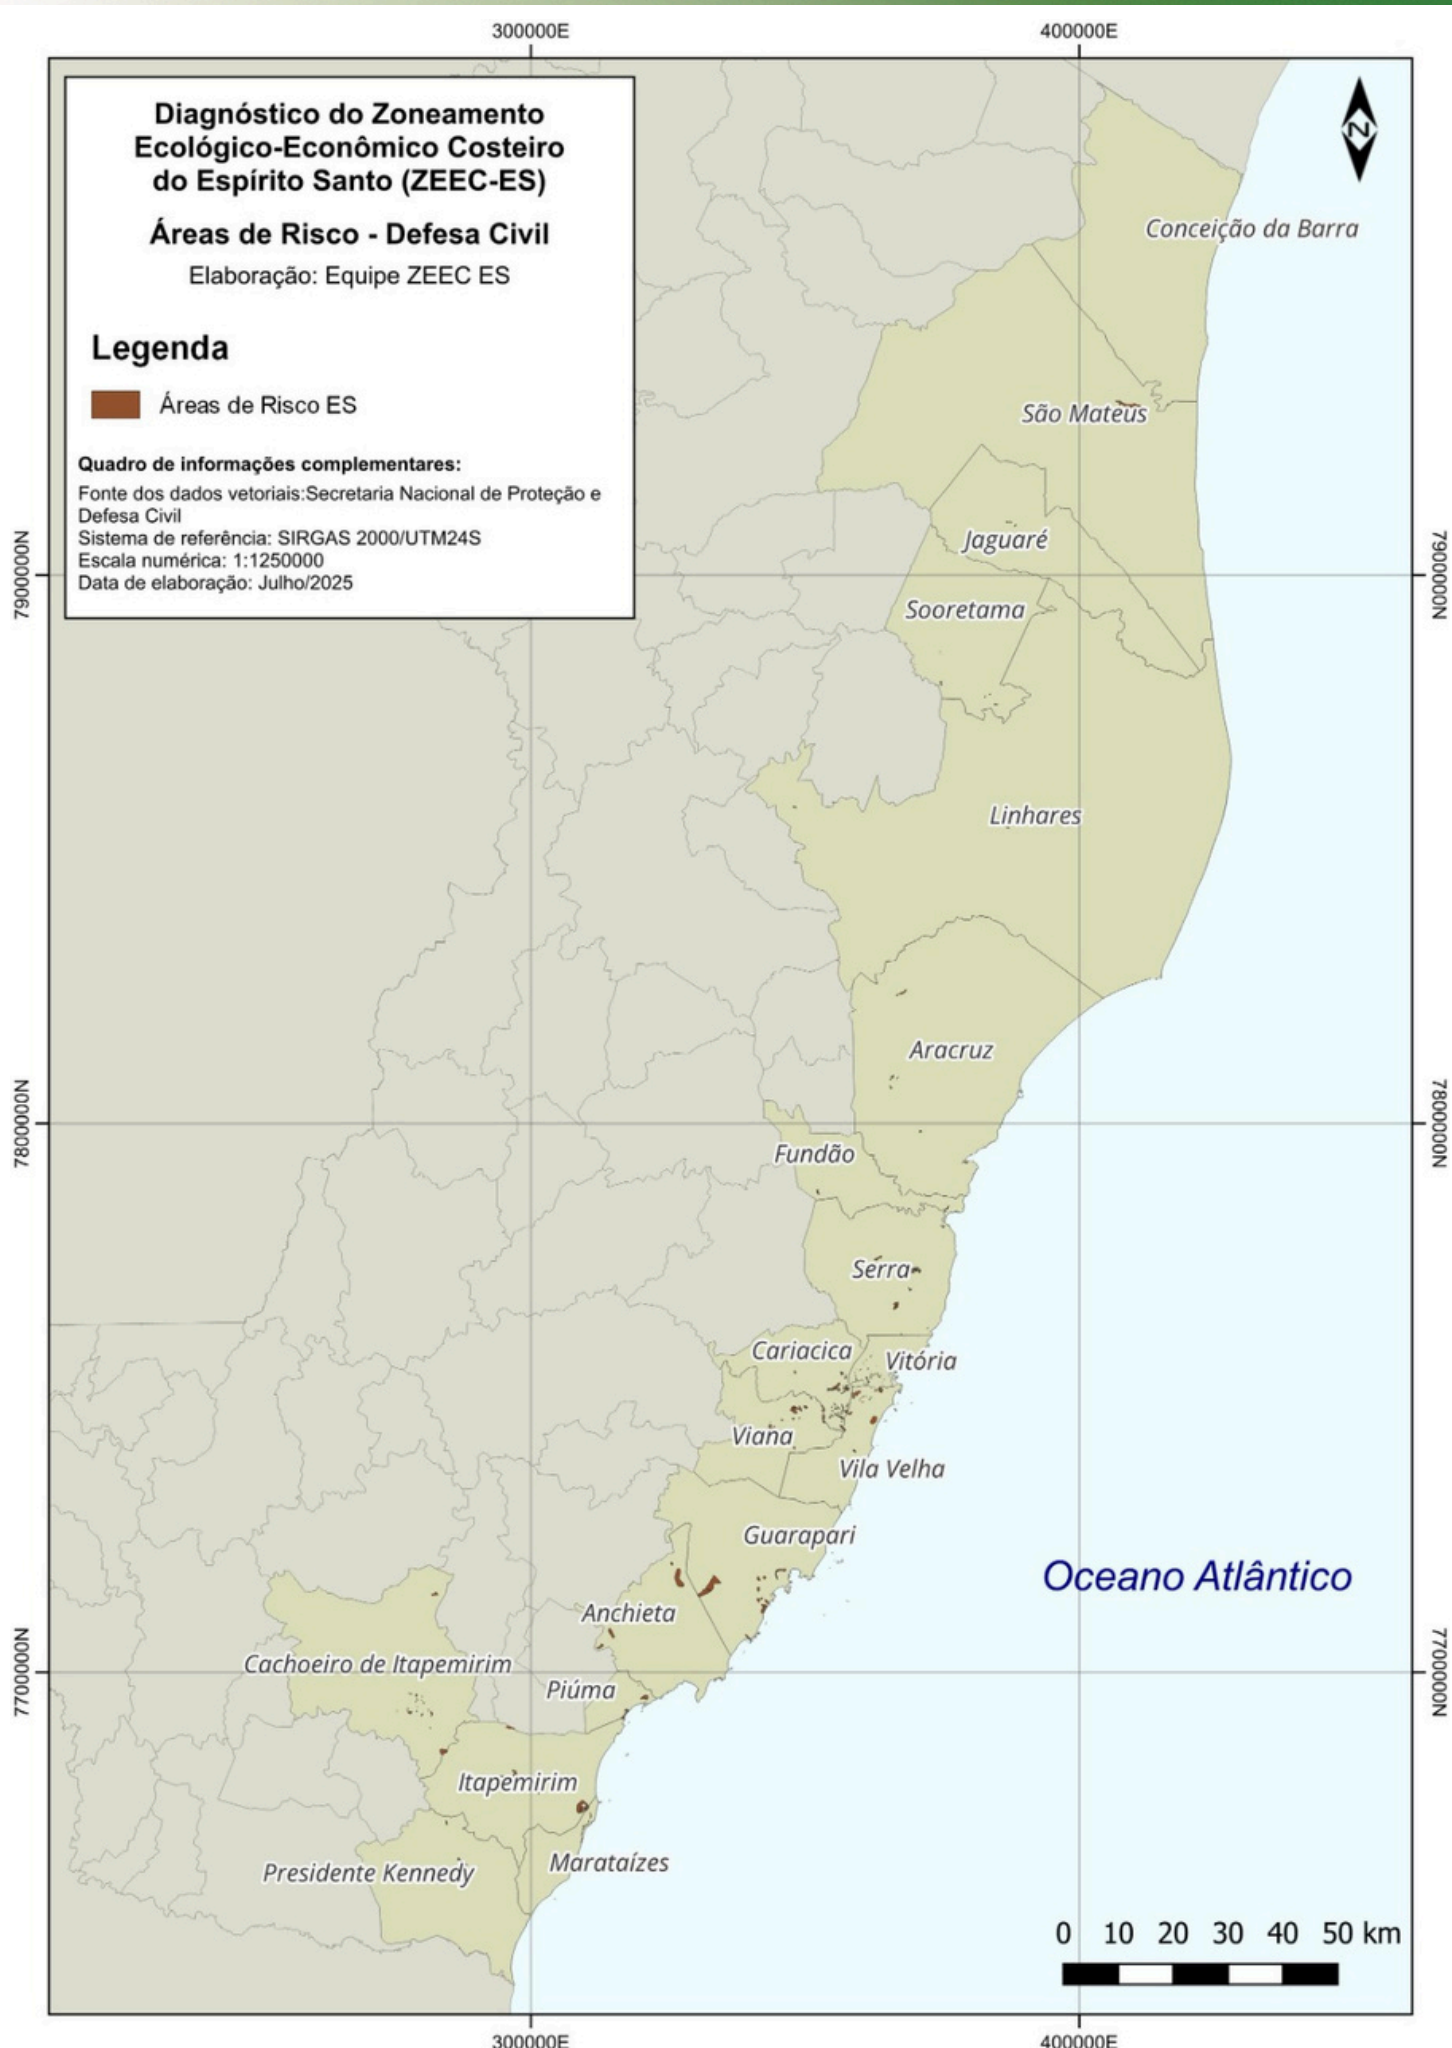 300000E
400000E
Diagnóstico do Zoneamento
Ecológico-Econômico Costeiro
do Espírito Santo (ZEEC-ES)
Áreas de Risco - Defesa Civil
Elaboração: Equipe ZEEC ES
Legenda
Áreas de Risco ES
Quadro de informações complementares:
Fonte dos dados vetoriais:Secretaria Nacional de Proteção e
Defesa Civil
Sistema de referência: SIRGAS 2000/UTM24S
Escala numérica: 1:1250000
Data de elaboração: Julho/2025
N
Conceição da Barra
São Mateus
Jaguaré
7900000N
7900000N
Sooretama
Linhares
Aracruz
7800000N
7800000N
Fundão
Serra
Cariacica
Vitória
Viana
Vila Velha
Guarapari
Oceano Atlântico
Anchieta
Cachoeiro de Itapemirim
7700000N
7700000N
Piúma
Itapemirim
Marataízes
Presidente Kennedy
0 10 20 30 40 50 km
300000E
400000E